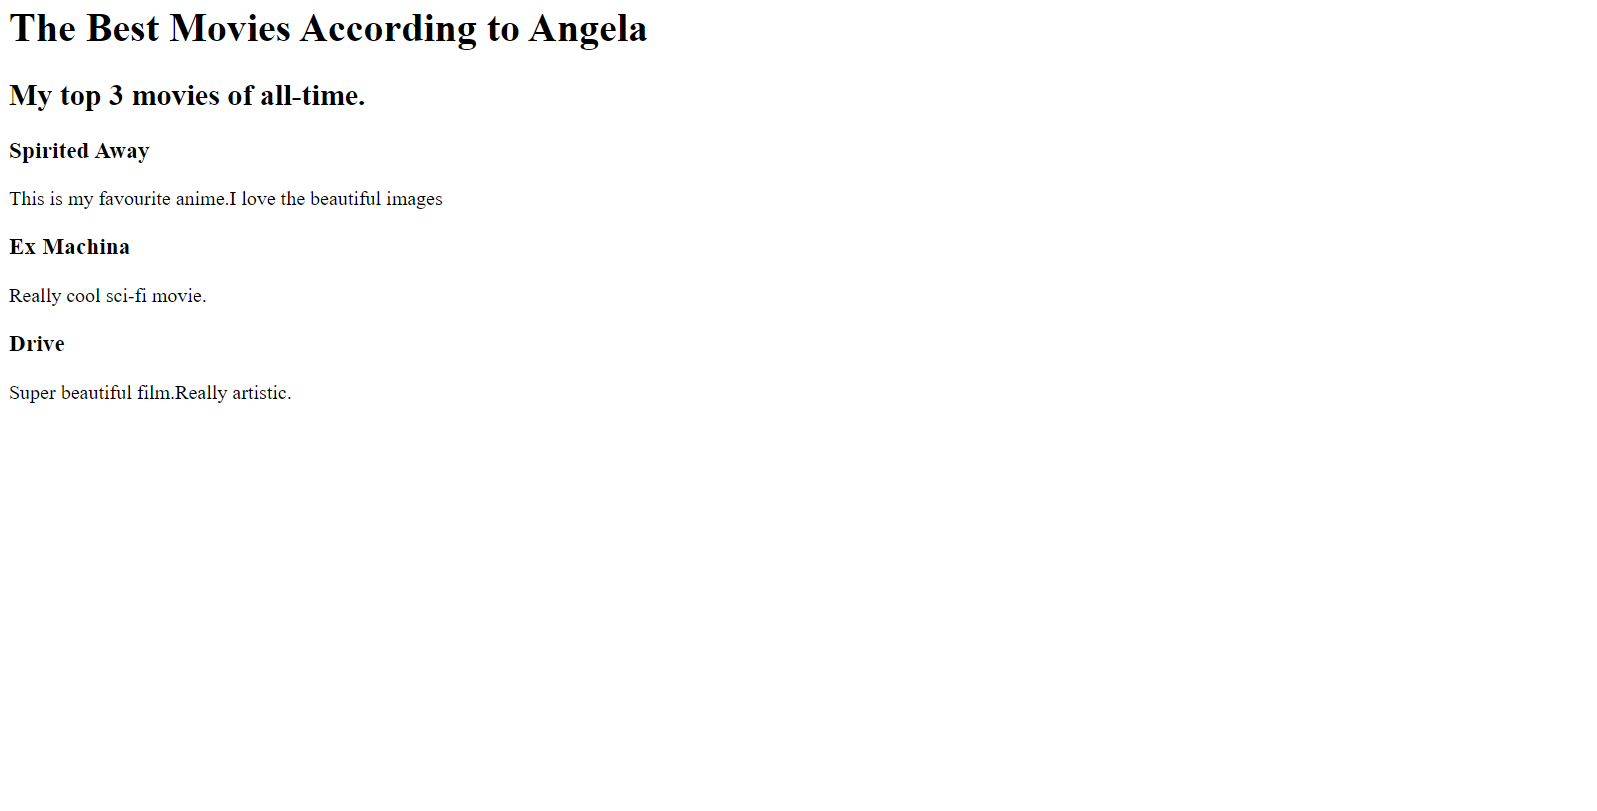 The Best Movies According to Angela
My top 3 movies of all-time.
Spirited Away
This is my favourite anime.I love the beautiful images
Ex Machina
Really cool sci-fi movie.
Drive
Super beautiful film.Really artistic.